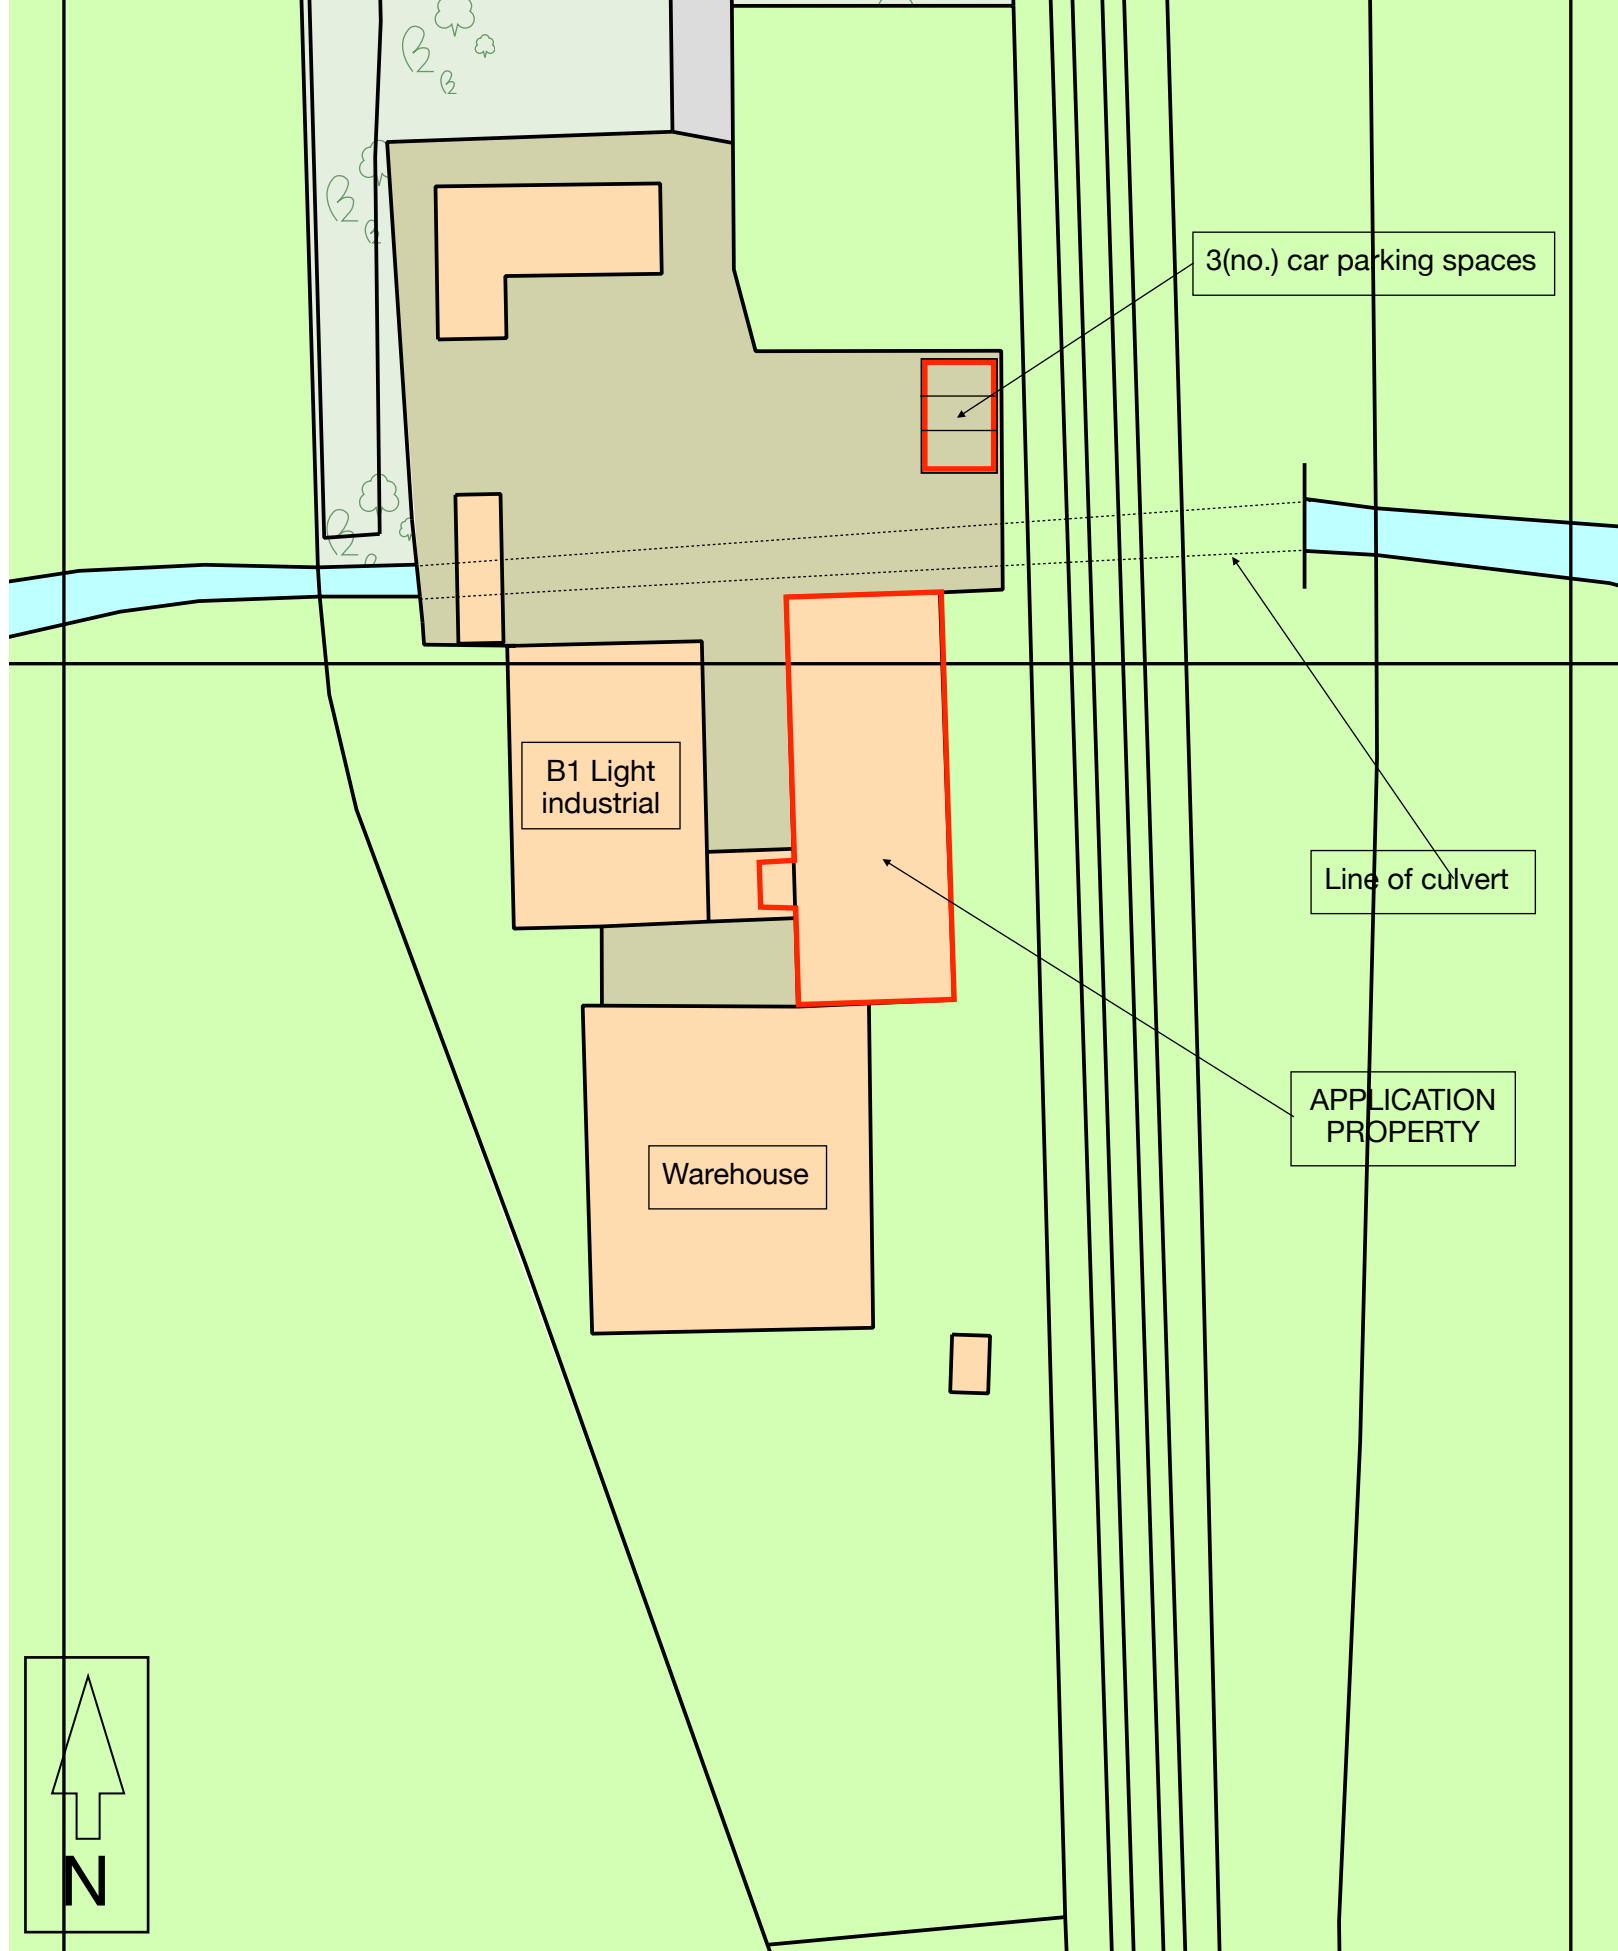 3(no.) car parking spaces
B1 Light
industrial
Line of culvert
APPLICATION
PROPERTY
Warehouse
N